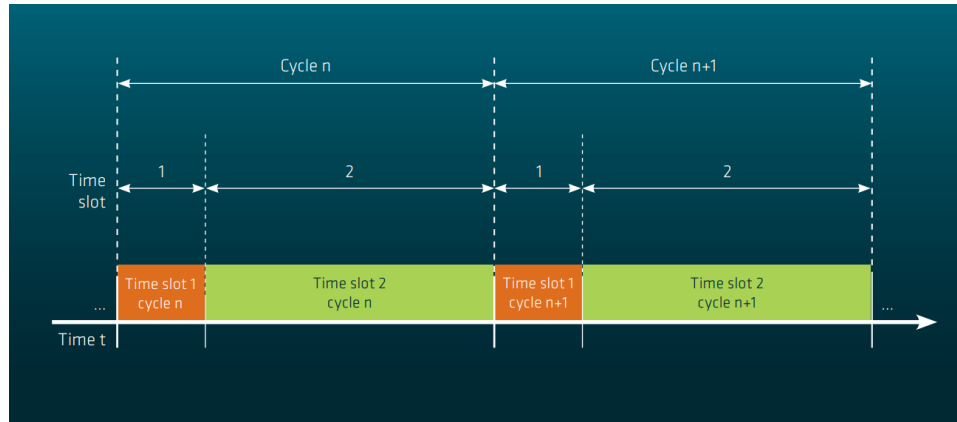 Cycle n
Cycle n+1
Time
slot
1
2
1
2
Time slot 1
cycle n
Time slot 2
cycle n
Time slot 1
cycle n+1
Time slot 2
cycle n+1
...
...
Time t